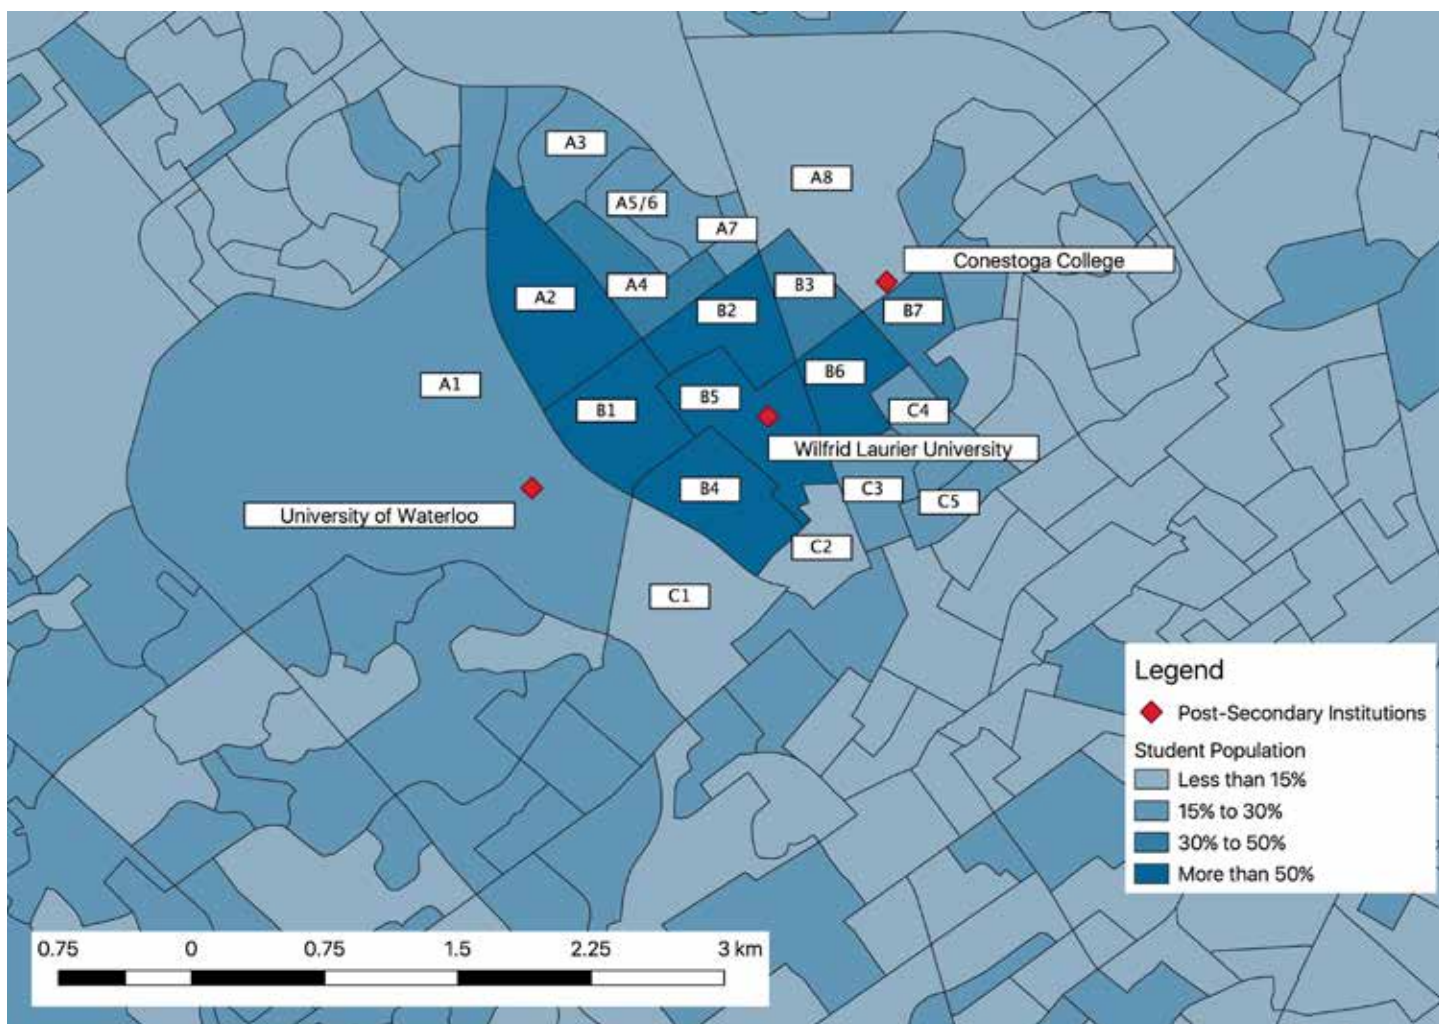 A3
A8
A5/6
A7
Conestoga College
A4
B3
A2
B2
B7
B6
A1
B5
B1
C4
Wilfrid Laurier University
B4
C3
C5
University of Waterloo
C2
C1
Legend
Post-Secondary Institutions
Student Population
Less than 15%
15% to 30%
30% to 50%
More than 50%
0.75 0 0.75 1.5 2.25 3 km